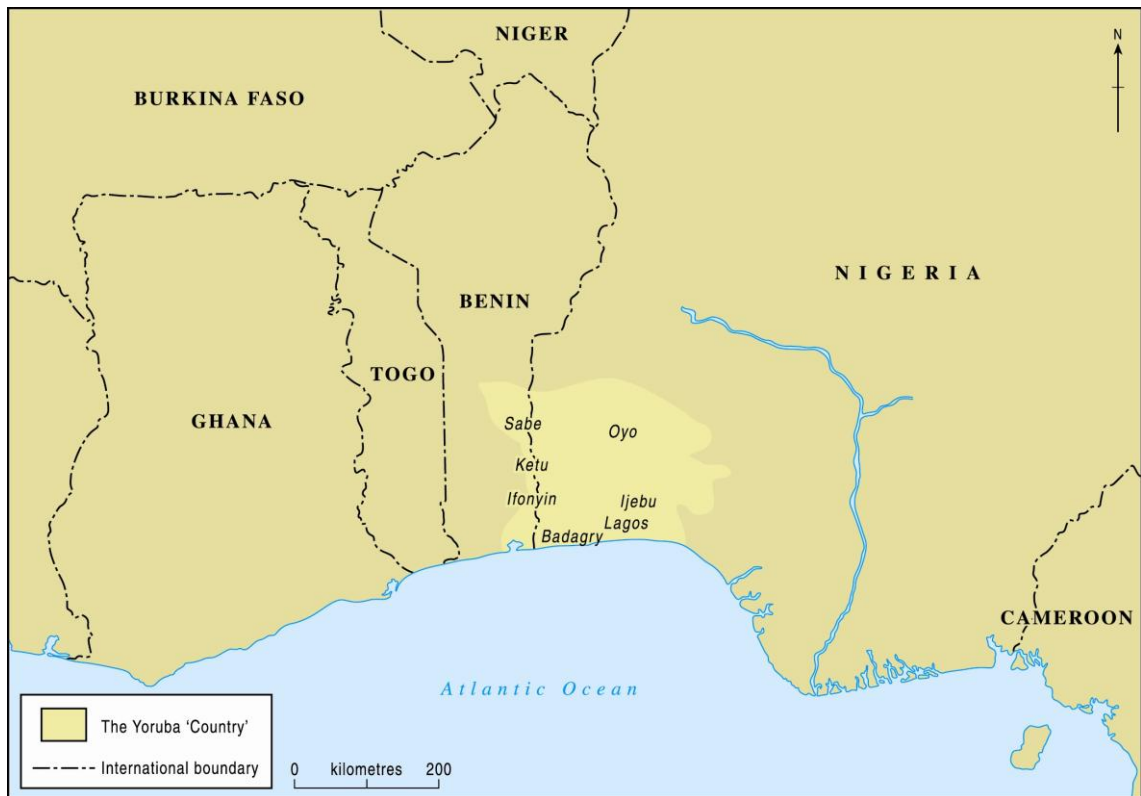 NIGER
N
BURKINA FASO
NIGERIA
BENIN
TOGO
GHANA
Sabe
Oyo
Ketu
Ifonyin
Ijebu
Lagos
Badagry
CAMEROON
Atlantic Ocean
The Yoruba 'Country'
International boundary
0 kilometres 200